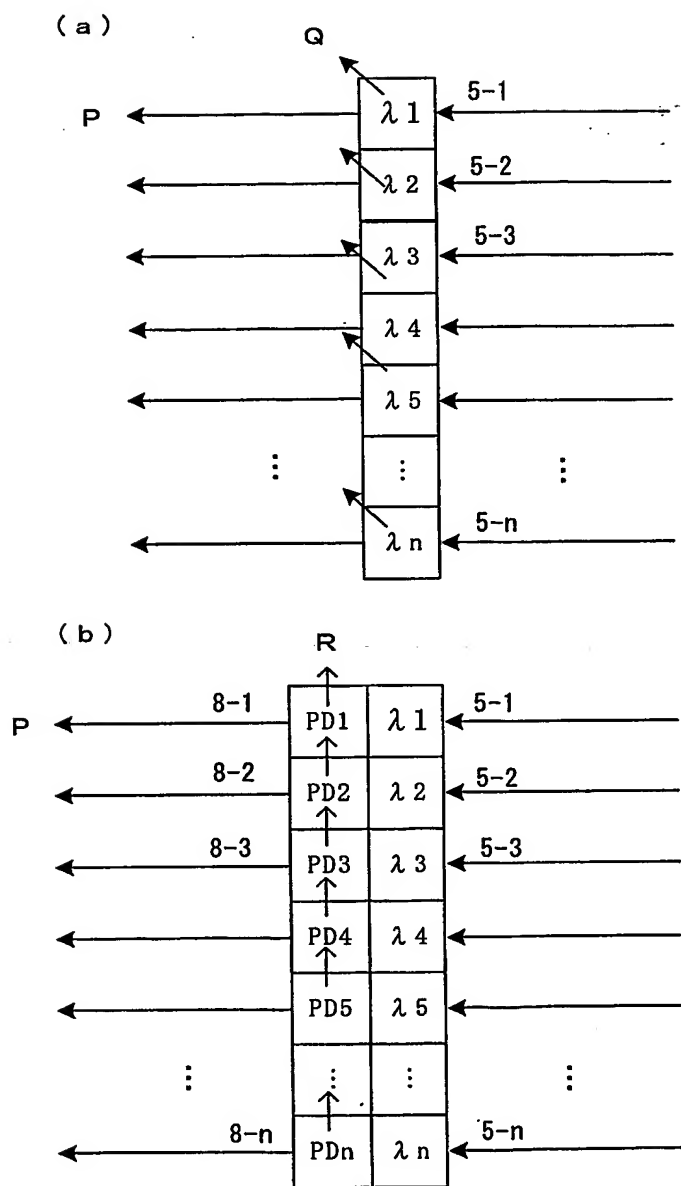 (a)
Q
P λ1 5-1
λ2 5-2
λ3 5-3
λ4
λ5
⋮ ⋮ ⋮
λn 5-n
(b)
R
P 8-1 PD1 λ1 5-1
8-2 PD2 λ2 5-2
8-3 PD3 λ3 5-3
PD4 λ4
PD5 λ5
⋮ ⋮ ⋮ ⋮
8-n PDn λn 5-n